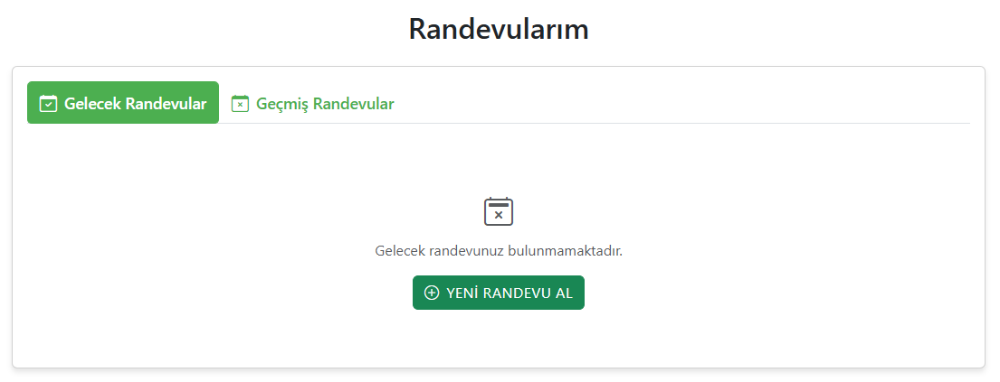 Randevularım
Gelecek Randevular
Geçmiş Randevular
Gelecek randevunuz bulunmamaktadır.
YENİ RANDEVU AL